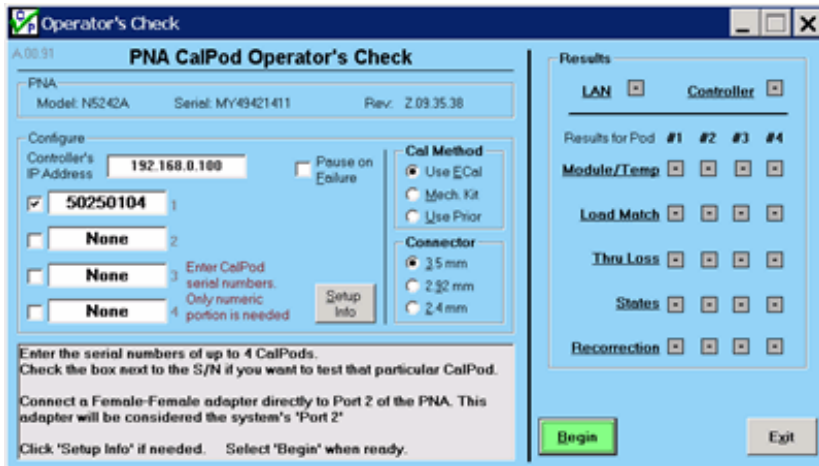 Operator's Check
A.00.91
PNA CalPod Operator's Check
PNA
Model: N5242A Serial: MY49421411 Rev: Z.09.35.38
Configure
Controller's
IP Address
192.168.0.100
Pause on
Failure
50250104 1
None 2
None 3
None 4
Enter CalPod
serial numbers.
Only numeric
portion is needed
Setup
Info
Cal Method
Use ECal
Mech. Kit
Use Prior
Connector
3.5 mm
2.92 mm
2.4 mm
Enter the serial numbers of up to 4 CalPods.
Check the box next to the S/N if you want to test that particular CalPod.
Connect a Female-Female adapter directly to Port 2 of the PNA. This
adapter will be considered the system's 'Port 2'
Click 'Setup Info' if needed. Select 'Begin' when ready.
Results
LAN Controller
Results for Pod #1 #2 #3 #4
Module/Temp
Load Match
Thru Loss
States
Recorrection
Begin
Exit